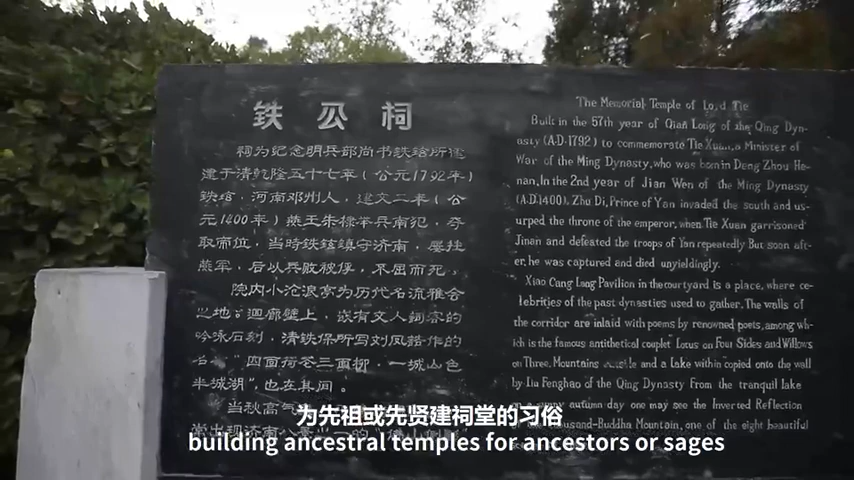 铁公祠
祠为纪念明兵部尚书铁铉所建
建于清乾隆五十七年（公元1792年）
铁铉，河南邓州人，建文二年（公
元1400年）燕王朱棣举兵南犯，夺
取帝位，当時铁铉镇守济南，屡挫
燕军，后以兵败被俘，不屈而死。
院内小沧浪亭为历代名流雅会
之地。迴廊壁上，嵌有文人词客的
吟咏石刻，清铁保所写刘凤诰作的
名 "四面荷花三面柳，一城山色
半城湖"，也在其间。
当秋高气
The Memorial Temple of Lord Tie
Built in the 57th year of Qian Long of the Qing Dyn-
asty (A.D.1792) to commemorate Tie Xuan, a Minister of
War of the Ming Dynasty, who was born in Deng Zhou He-
nan. In the 2nd year of Jian Wen of the Ming Dynasty
(A.D.1400), Zhu Di, Prince of Yan invaded the south and us-
urped the throne of the emperor, when Tie Xuan garrisoned
Jinan and defeated the troops of Yan repeatedly But soon aft-
er, he was captured and died unyieldingly.
Xiao Cang Lang Pavilion in the courtyard is a place, where ce-
lebrities of the past dynasties used to gather. The walls of
the corridor are inlaid with poems by renowned poets, among wh-
ich is the famous antithetical couplet Lotus on Four Sides and Willows
on Three, Mountains and a Lake within copied onto the wall
by Liu Fenghao of the Qing Dynasty From the tranquil lake
on a sunny autumn day one may see the Inverted Reflection
of Thousand-Buddha Mountain, one of the eight beautiful
为先祖或先贤建祠堂的习俗
building ancestral temples for ancestors or sages